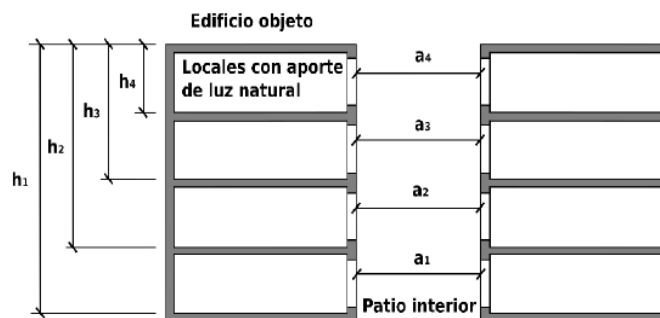 Edificio objeto
Locales con aporte
de luz natural
h4
h3
h2
h1
a4
a3
a2
a1
Patio interior